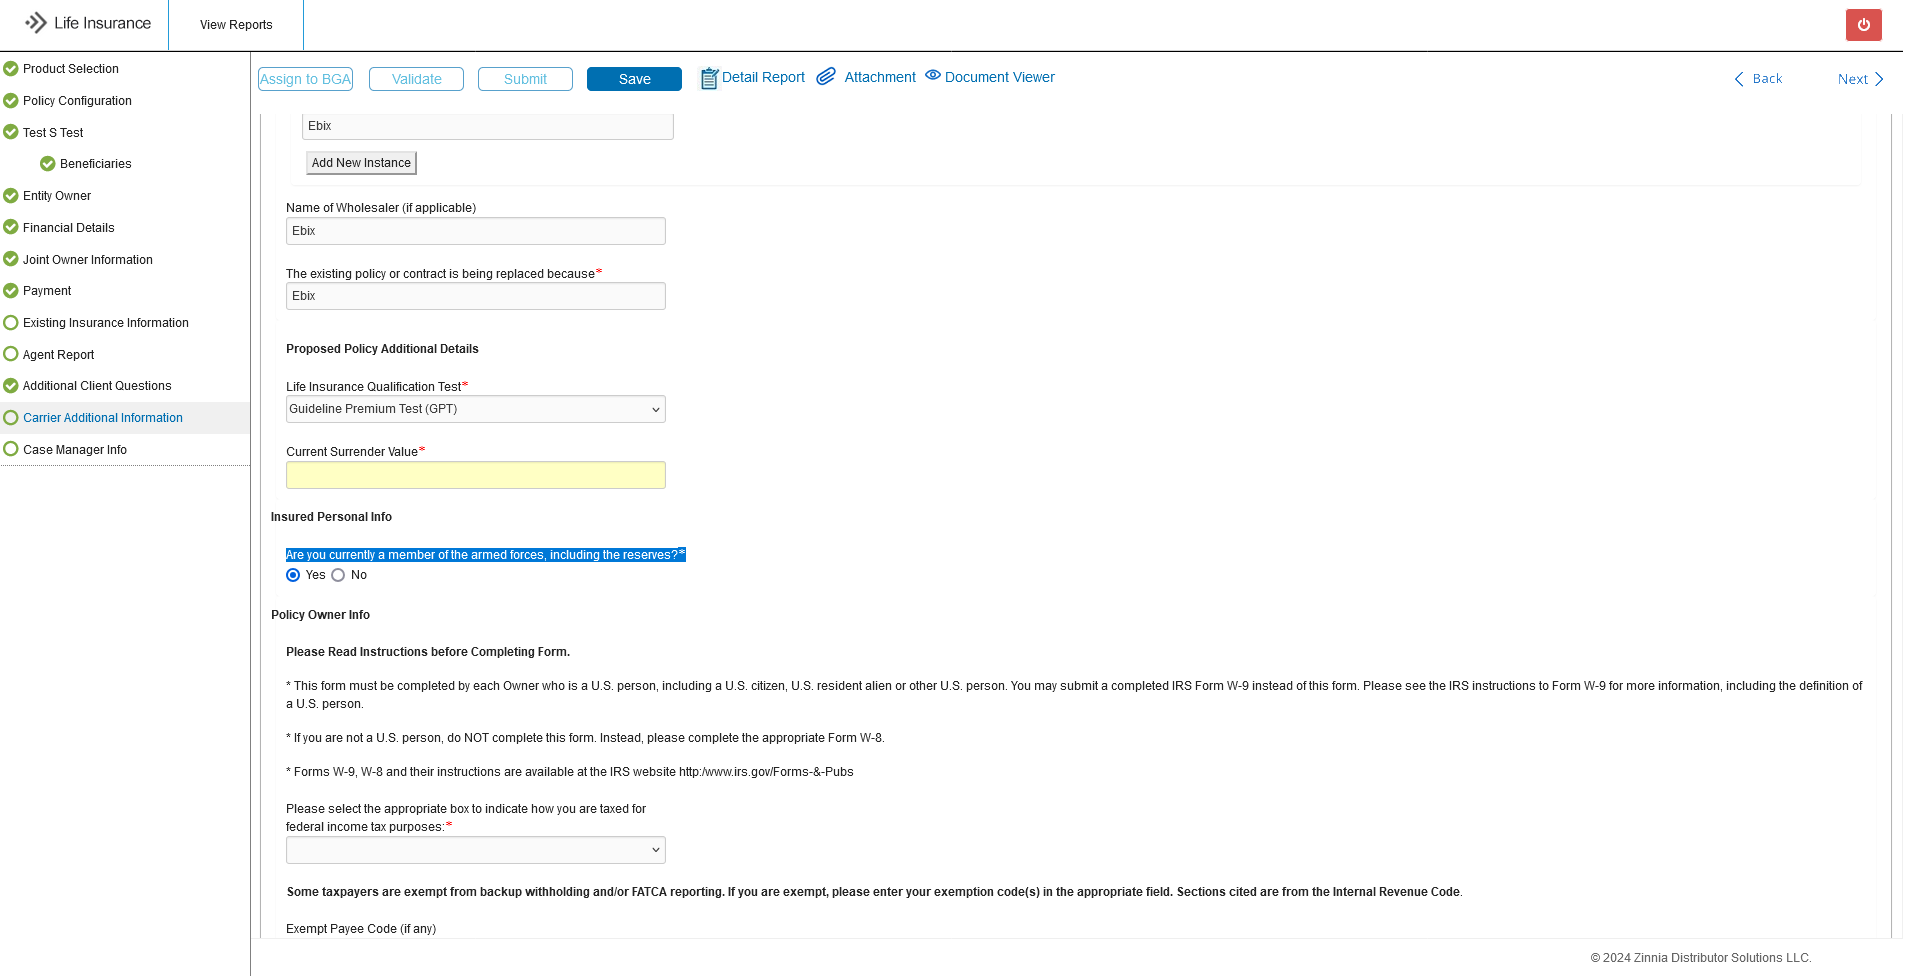 Life Insurance
View Reports
Product Selection
Policy Configuration
Test S Test
Beneficiaries
Entity Owner
Financial Details
Joint Owner Information
Payment
Existing Insurance Information
Agent Report
Additional Client Questions
Carrier Additional Information
Case Manager Info
Assign to BGA
Validate
Submit
Save
Detail Report
Attachment
Document Viewer
Back
Next
Ebix
Add New Instance
Name of Wholesaler (if applicable)
Ebix
The existing policy or contract is being replaced because*
Ebix
Proposed Policy Additional Details
Life Insurance Qualification Test*
Guideline Premium Test (GPT)
Current Surrender Value*
Insured Personal Info
Are you currently a member of the armed forces, including the reserves?*
Yes No
Policy Owner Info
Please Read Instructions before Completing Form.
* This form must be completed by each Owner who is a U.S. person, including a U.S. citizen, U.S. resident alien or other U.S. person. You may submit a completed IRS Form W-9 instead of this form. Please see the IRS instructions to Form W-9 for more information, including the definition of
a U.S. person.
* If you are not a U.S. person, do NOT complete this form. Instead, please complete the appropriate Form W-8.
* Forms W-9, W-8 and their instructions are available at the IRS website http:/www.irs.gov/Forms-&-Pubs
Please select the appropriate box to indicate how you are taxed for
federal income tax purposes:*
Some taxpayers are exempt from backup withholding and/or FATCA reporting. If you are exempt, please enter your exemption code(s) in the appropriate field. Sections cited are from the Internal Revenue Code.
Exempt Payee Code (if any)
© 2024 Zinnia Distributor Solutions LLC.